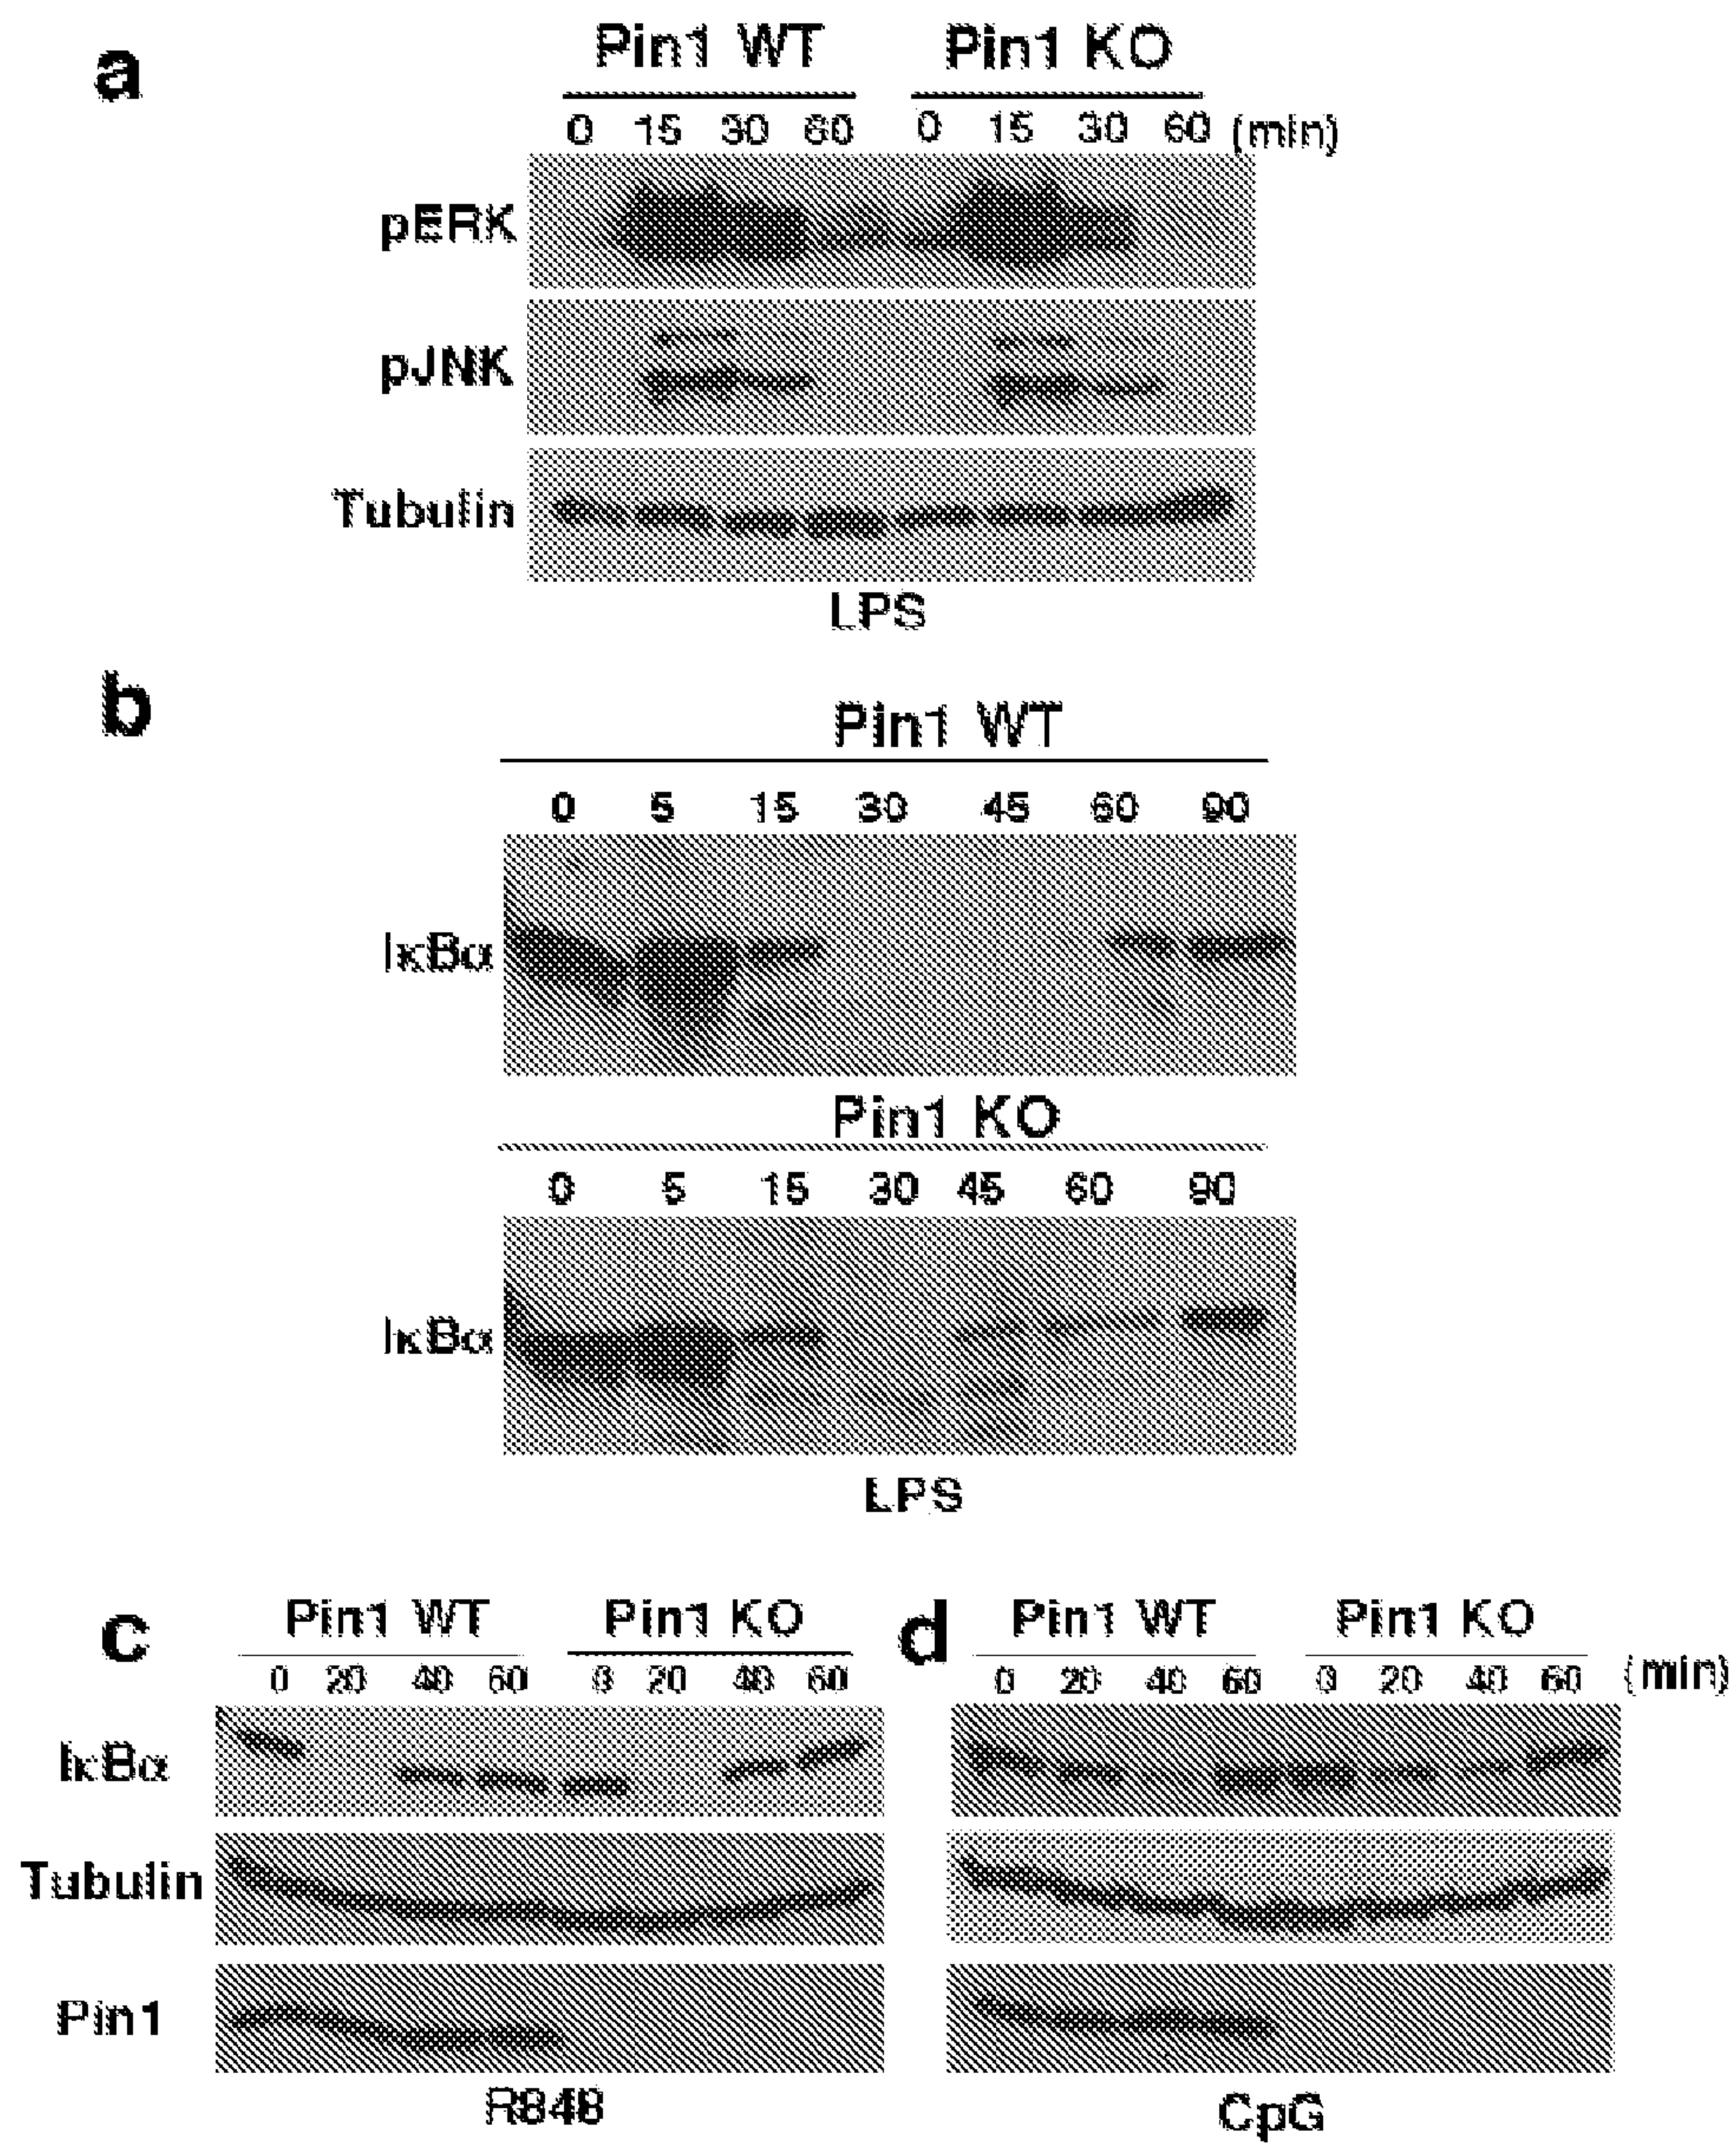 a
Pin1 WT Pin1 KO
0 15 30 60 0 15 30 60 (min)
pERK
pJNK
Tubulin
LPS
b
Pin1 WT
0 5 15 30 45 60 90
IκBα
Pin1 KO
0 5 15 30 45 60 90
IκBα
LPS
c Pin1 WT Pin1 KO d Pin1 WT Pin1 KO
0 20 40 60 0 20 40 60 0 20 40 60 0 20 40 60 (min)
IκBα
Tubulin
Pin1
R848 CpG